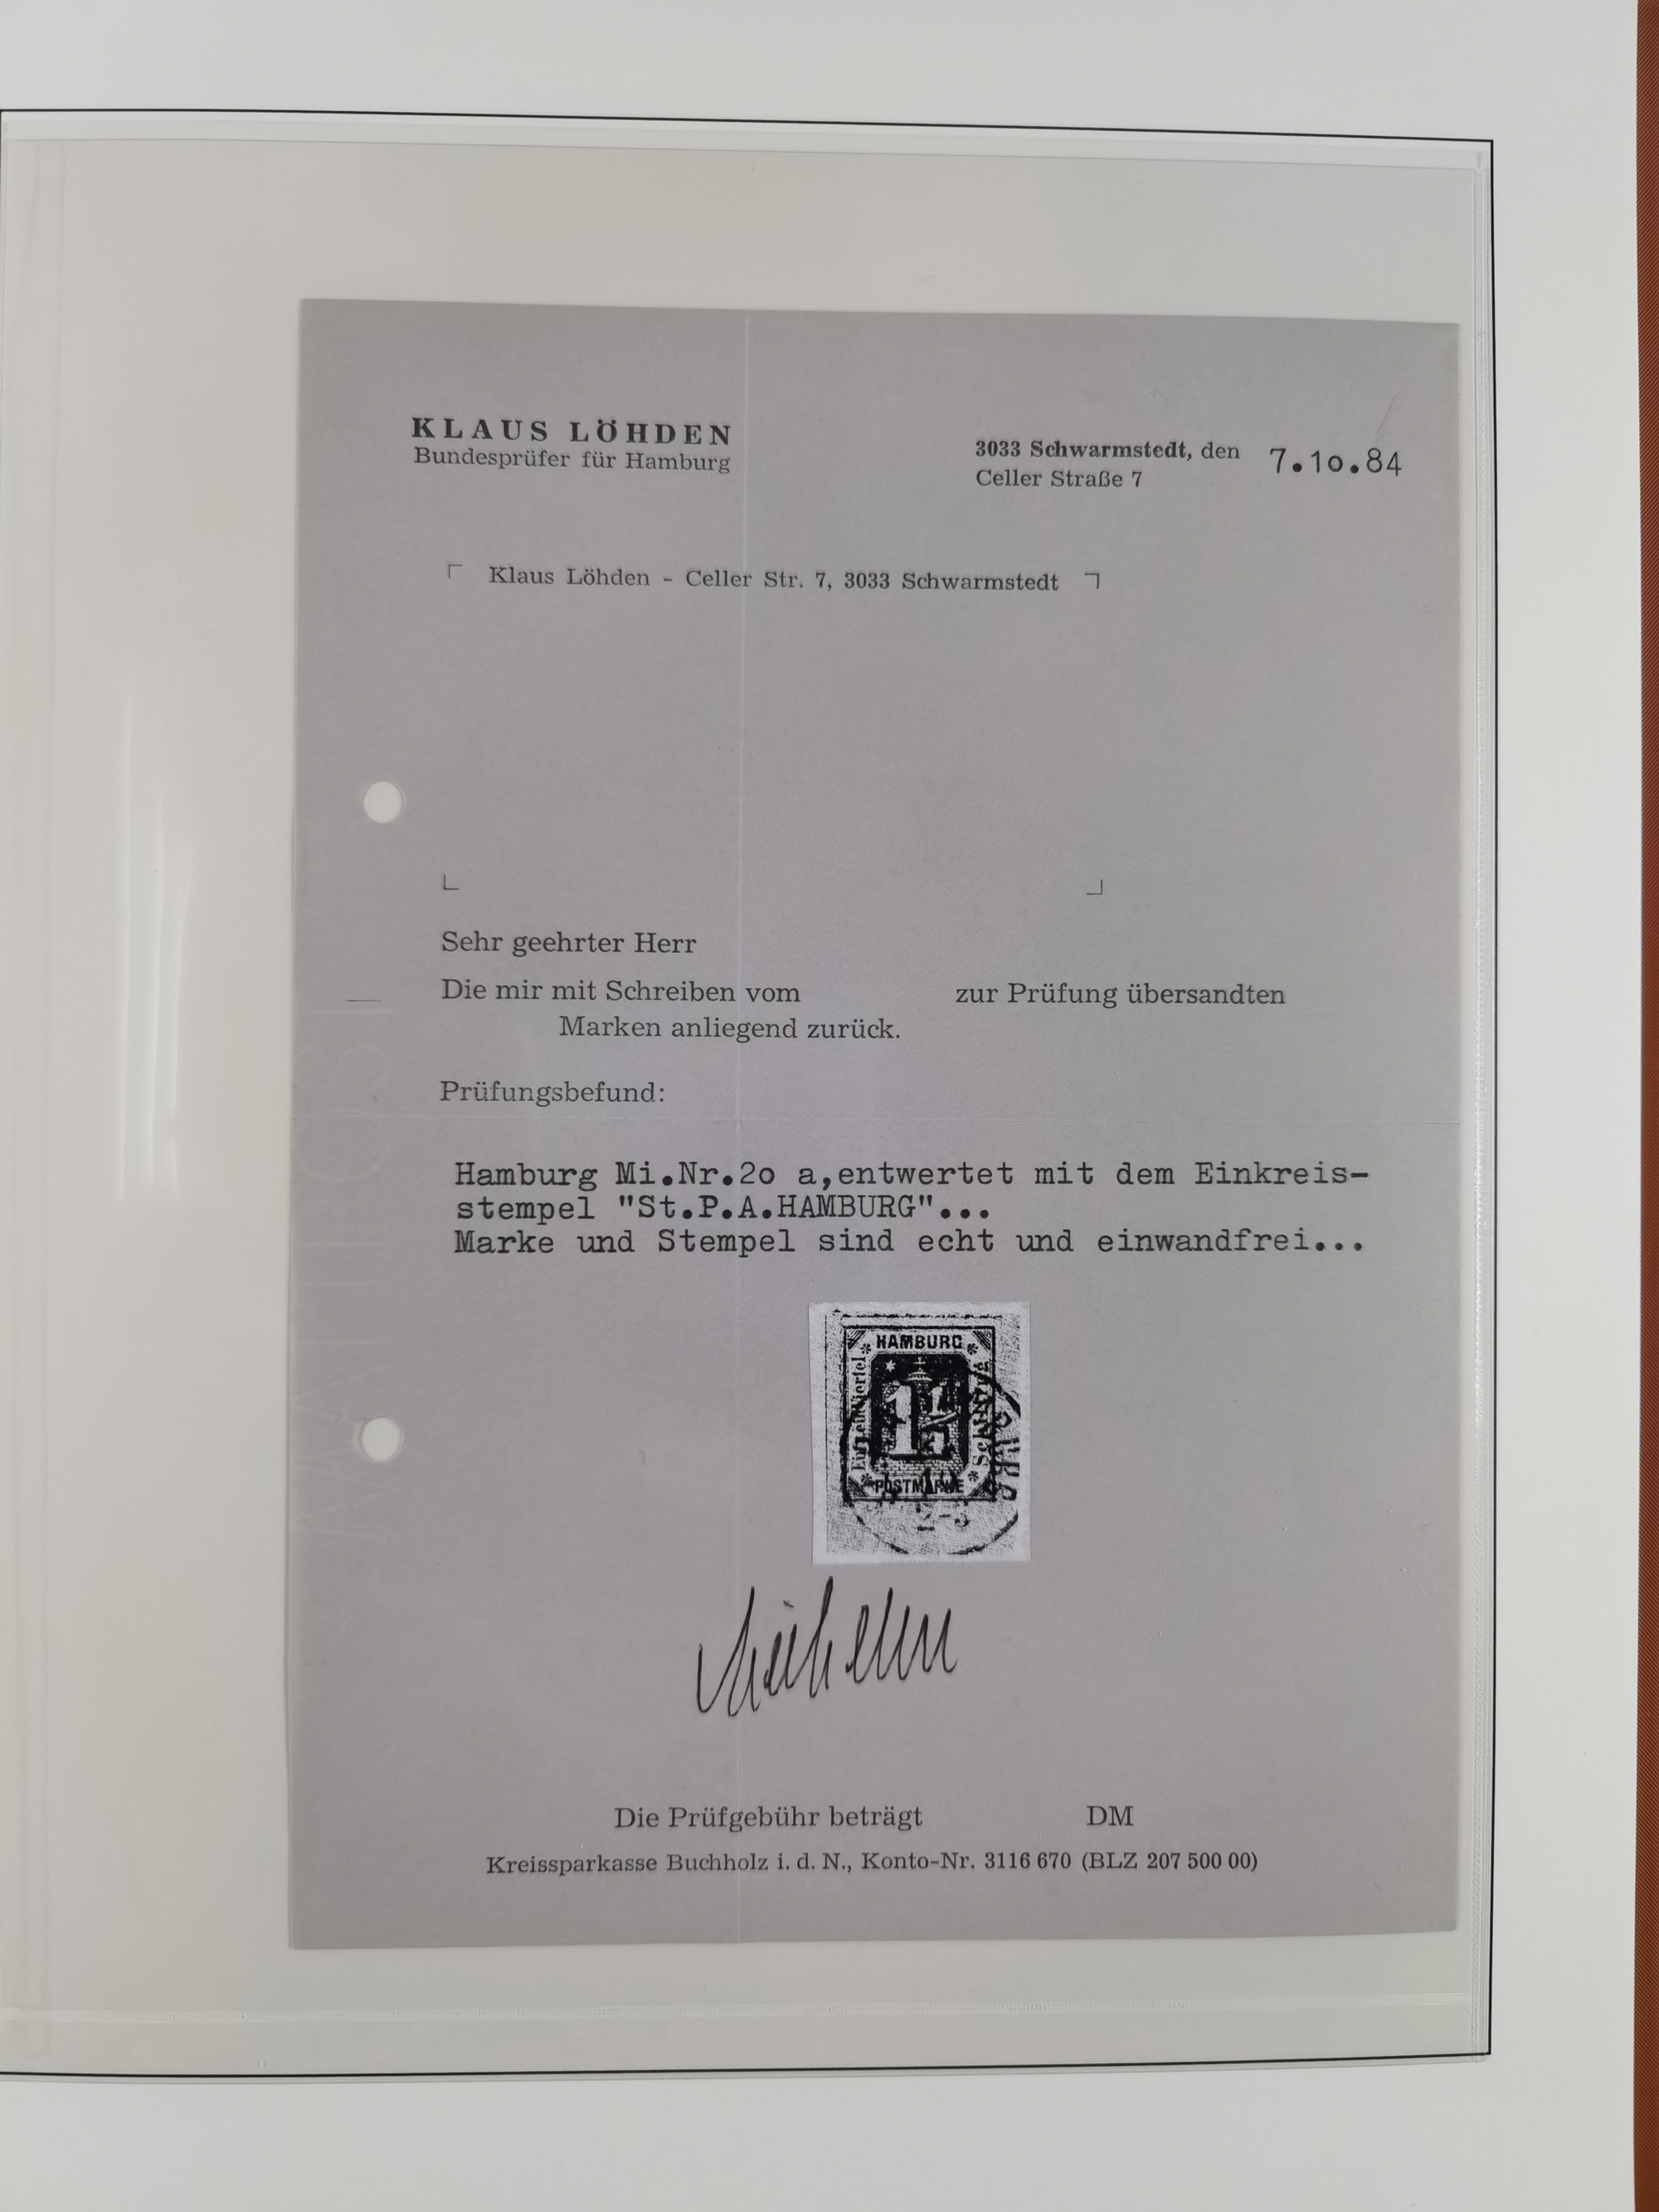 KLAUS LÖHDEN
Bundesprüfer für Hamburg
3033 Schwarmstedt, den 7.1o.84
Celler Straße 7
Klaus Löhden - Celler Str. 7, 3033 Schwarmstedt
Sehr geehrter Herr
Die mir mit Schreiben vom zur Prüfung übersandten
Marken anliegend zurück.
Prüfungsbefund:
Hamburg Mi.Nr.2o a,entwertet mit dem Einkreis-
stempel "St.P.A.HAMBURG"...
Marke und Stempel sind echt und einwandfrei...
HAMBURG
1¼
POSTMARKE
Die Prüfgebühr beträgt DM
Kreissparkasse Buchholz i. d. N., Konto-Nr. 3116 670 (BLZ 207 500 00)